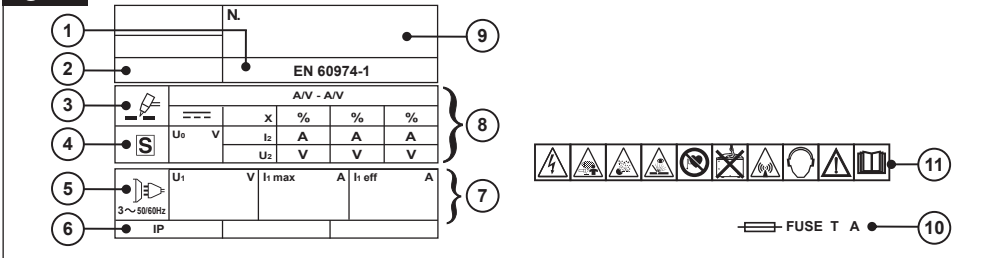 N.
1
9
2
EN 60974-1
3
A/V - A/V
X % % %
8
4
S
U₀ V
I₂ A A A
U₂ V V V
5
U₁ V I₁ max A I₁ eff A
7
3~ 50/60Hz
6
IP
11
FUSE T A
10